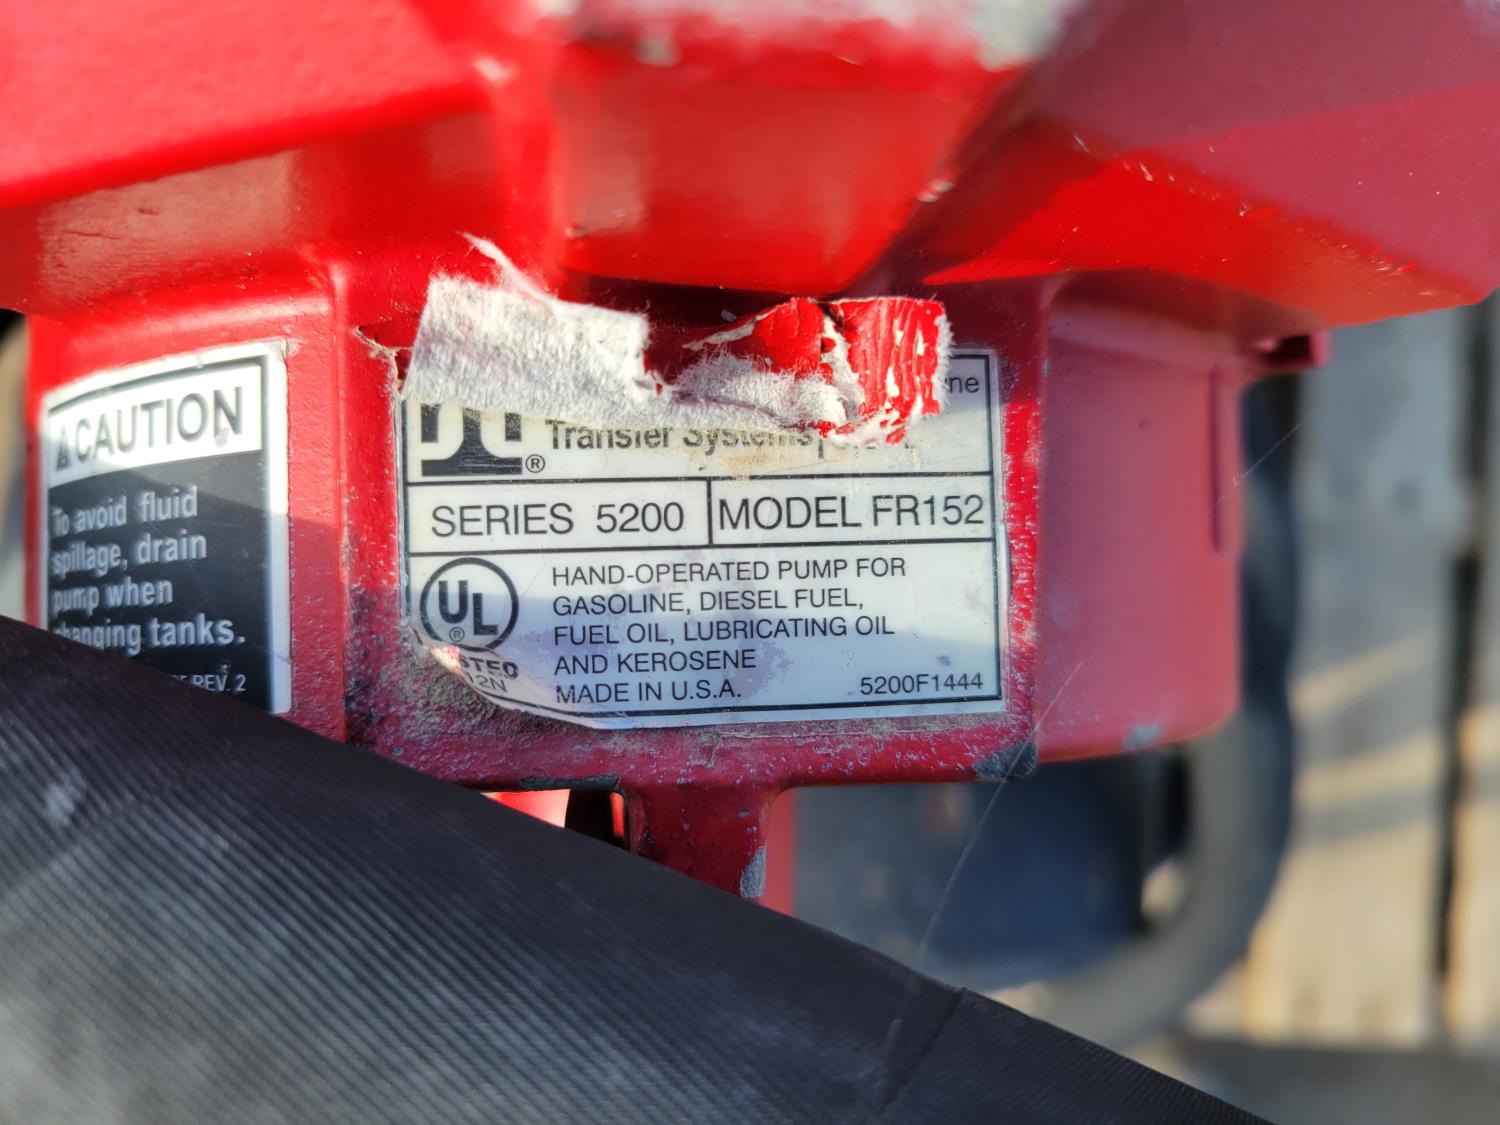 CAUTION
To avoid fluid
spillage, drain
pump when
changing tanks.
REV. 2
®
Transfer Systems
SERIES 5200
MODEL FR152
UL
®
HAND-OPERATED PUMP FOR
GASOLINE, DIESEL FUEL,
FUEL OIL, LUBRICATING OIL
AND KEROSENE
MADE IN U.S.A.
5200F1444